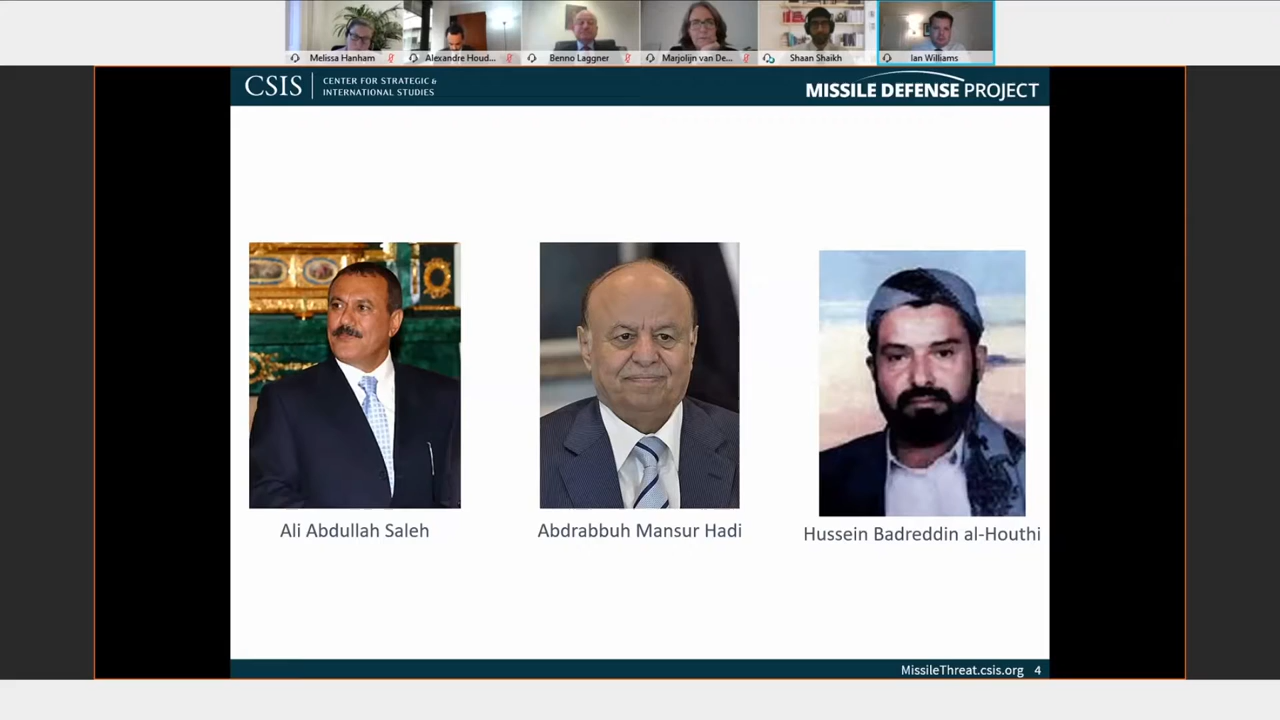 Melissa Hanham
Alexandre Houd...
Benno Laggner
Marjolijn van De...
Shaan Shaikh
Ian Williams
CSIS
CENTER FOR STRATEGIC &
INTERNATIONAL STUDIES
MISSILE DEFENSE PROJECT
Ali Abdullah Saleh
Abdrabbuh Mansur Hadi
Hussein Badreddin al-Houthi
MissileThreat.csis.org 4